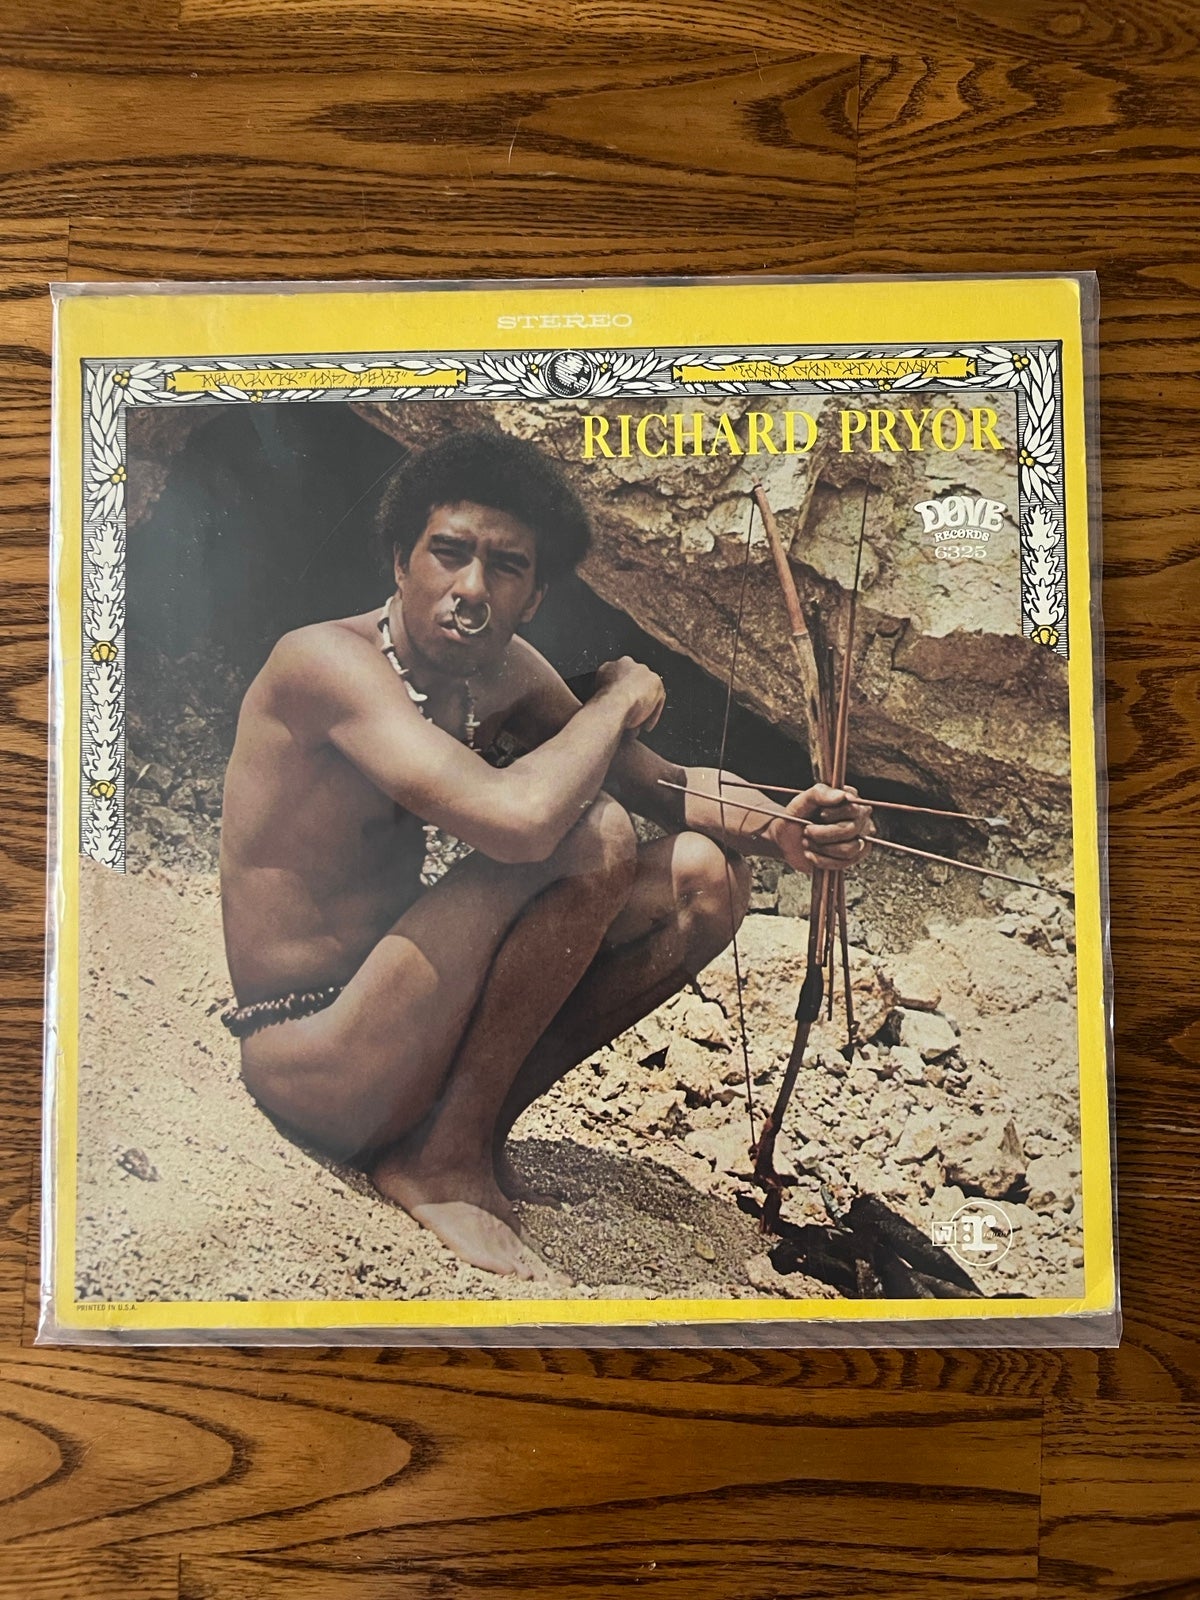 STEREO
RICHARD PRYOR
DOVE
RECORDS
6325
W
r
PRINTED IN U.S.A.